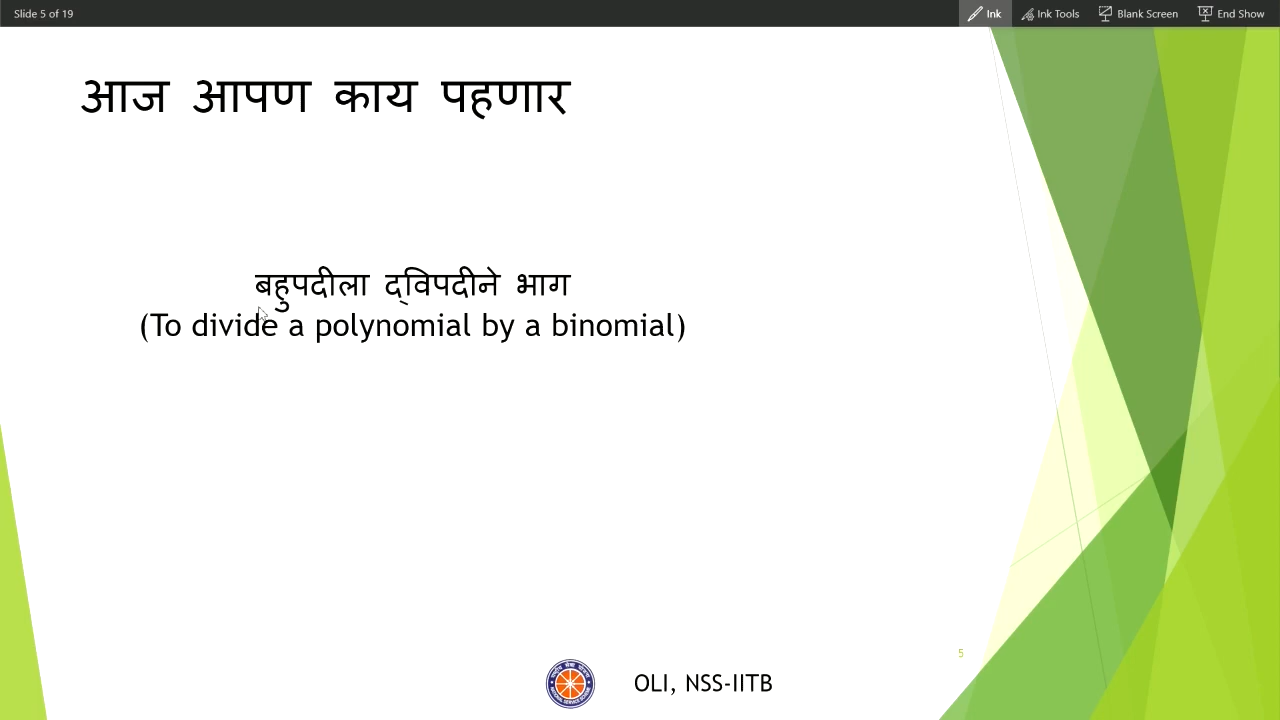 Slide 5 of 19
Ink
Ink Tools
Blank Screen
End Show
आज आपण काय पहणार
बहुपदीला द्‌विपदीने भाग
(To divide a polynomial by a binomial)
5
OLI, NSS-IITB